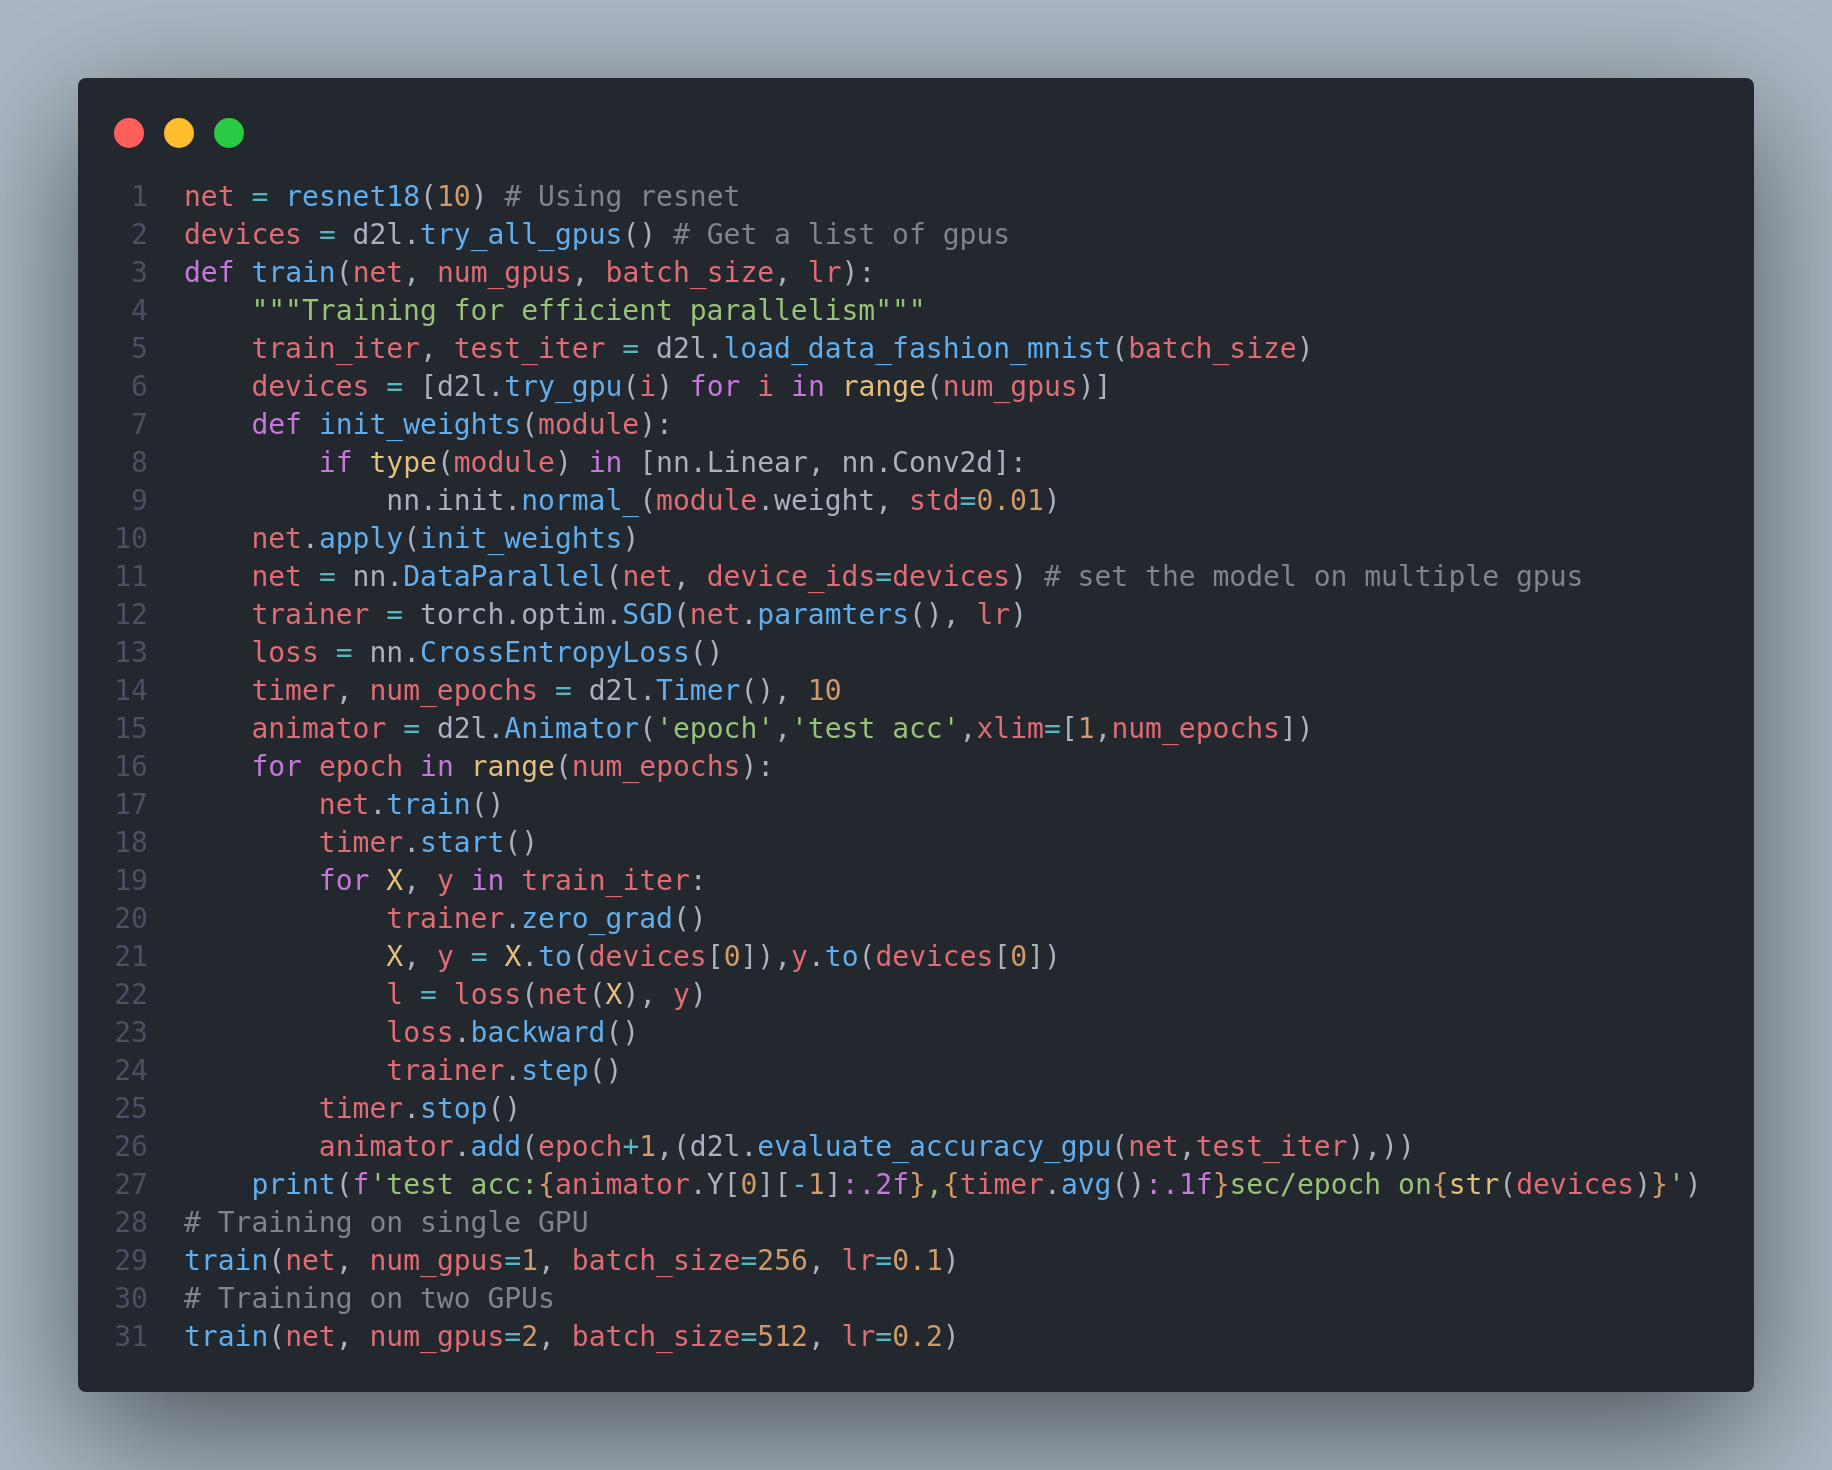 1 net = resnet18(10) # Using resnet
2 devices = d2l.try_all_gpus() # Get a list of gpus
3 def train(net, num_gpus, batch_size, lr):
4     """Training for efficient parallelism"""
5     train_iter, test_iter = d2l.load_data_fashion_mnist(batch_size)
6     devices = [d2l.try_gpu(i) for i in range(num_gpus)]
7     def init_weights(module):
8         if type(module) in [nn.Linear, nn.Conv2d]:
9             nn.init.normal_(module.weight, std=0.01)
10     net.apply(init_weights)
11     net = nn.DataParallel(net, device_ids=devices) # set the model on multiple gpus
12     trainer = torch.optim.SGD(net.paramters(), lr)
13     loss = nn.CrossEntropyLoss()
14     timer, num_epochs = d2l.Timer(), 10
15     animator = d2l.Animator('epoch','test acc',xlim=[1,num_epochs])
16     for epoch in range(num_epochs):
17         net.train()
18         timer.start()
19         for X, y in train_iter:
20             trainer.zero_grad()
21             X, y = X.to(devices[0]),y.to(devices[0])
22             l = loss(net(X), y)
23             loss.backward()
24             trainer.step()
25         timer.stop()
26         animator.add(epoch+1,(d2l.evaluate_accuracy_gpu(net,test_iter),))
27     print(f'test acc:{animator.Y[0][-1]:.2f},{timer.avg():.1f}sec/epoch on{str(devices)}')
28 # Training on single GPU
29 train(net, num_gpus=1, batch_size=256, lr=0.1)
30 # Training on two GPUs
31 train(net, num_gpus=2, batch_size=512, lr=0.2)